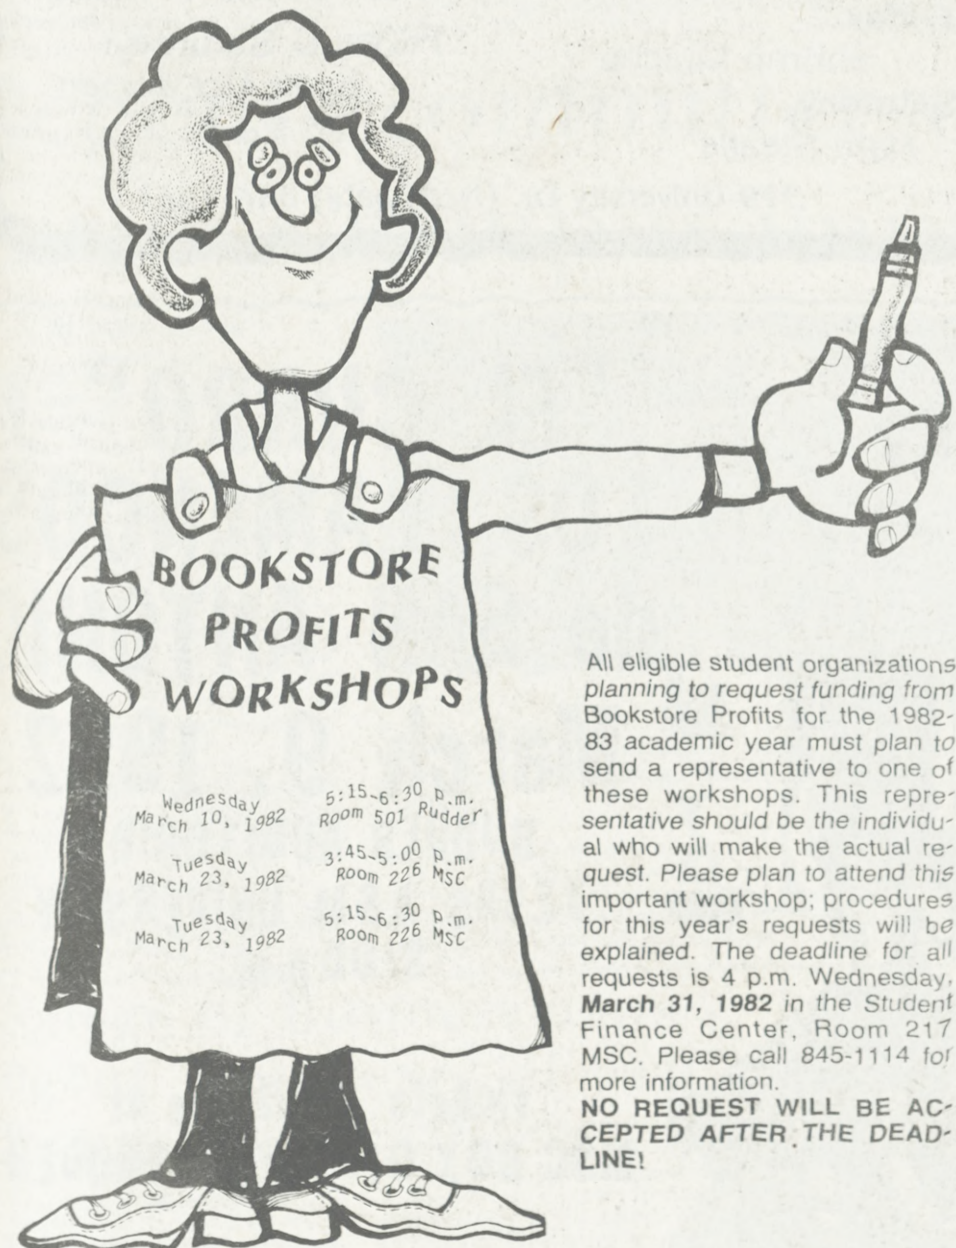 BOOKSTORE
PROFITS
WORKSHOPS
Wednesday 5:15-6:30 p.m.
March 10, 1982 Room 501 Rudder
Tuesday 3:45-5:00 p.m.
March 23, 1982 Room 226 MSC
Tuesday 5:15-6:30 p.m.
March 23, 1982 Room 226 MSC
All eligible student organizations
planning to request funding from
Bookstore Profits for the 1982-
83 academic year must plan to
send a representative to one of
these workshops. This repre-
sentative should be the individu-
al who will make the actual re-
quest. Please plan to attend this
important workshop; procedures
for this year's requests will be
explained. The deadline for all
requests is 4 p.m. Wednesday,
March 31, 1982 in the Student
Finance Center, Room 217
MSC. Please call 845-1114 for
more information.
NO REQUEST WILL BE AC-
CEPTED AFTER THE DEAD-
LINE!